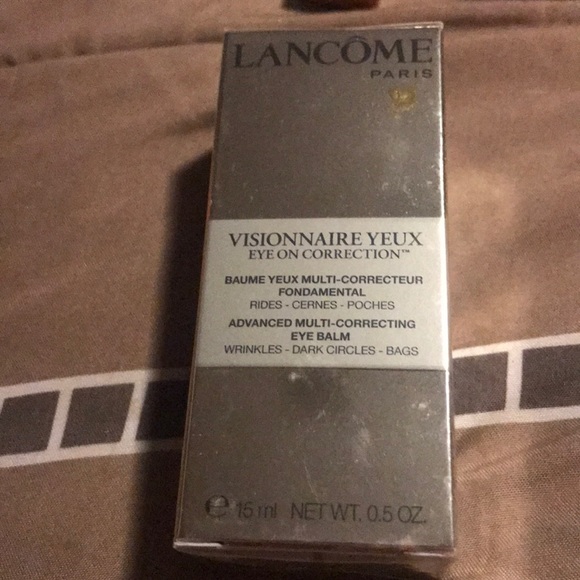 LANCÔME
PARIS
VISIONNAIRE YEUX
EYE ON CORRECTION™
BAUME YEUX MULTI-CORRECTEUR
FONDAMENTAL
RIDES - CERNES - POCHES
ADVANCED MULTI-CORRECTING
EYE BALM
WRINKLES - DARK CIRCLES - BAGS
℮ 15 ml NET WT. 0.5 OZ.